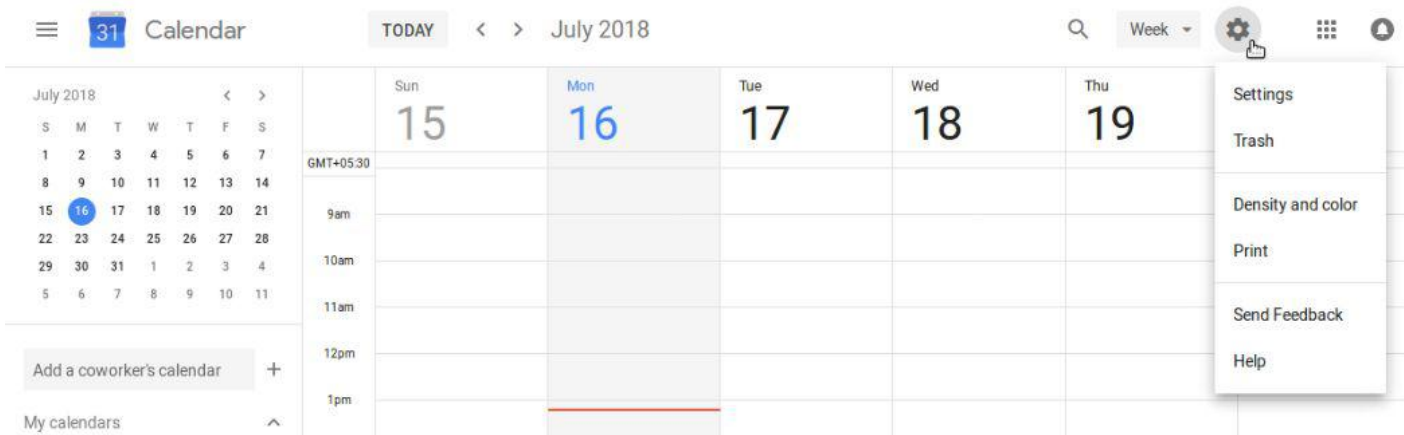 31 Calendar TODAY < > July 2018 Week
July 2018 < >
S M T W T F S
1 2 3 4 5 6 7
8 9 10 11 12 13 14
15 16 17 18 19 20 21
22 23 24 25 26 27 28
29 30 31 1 2 3 4
5 6 7 8 9 10 11
Add a coworker's calendar +
My calendars
Sun Mon Tue Wed Thu
15 16 17 18 19
GMT+05:30
9am
10am
11am
12pm
1pm
Settings
Trash
Density and color
Print
Send Feedback
Help